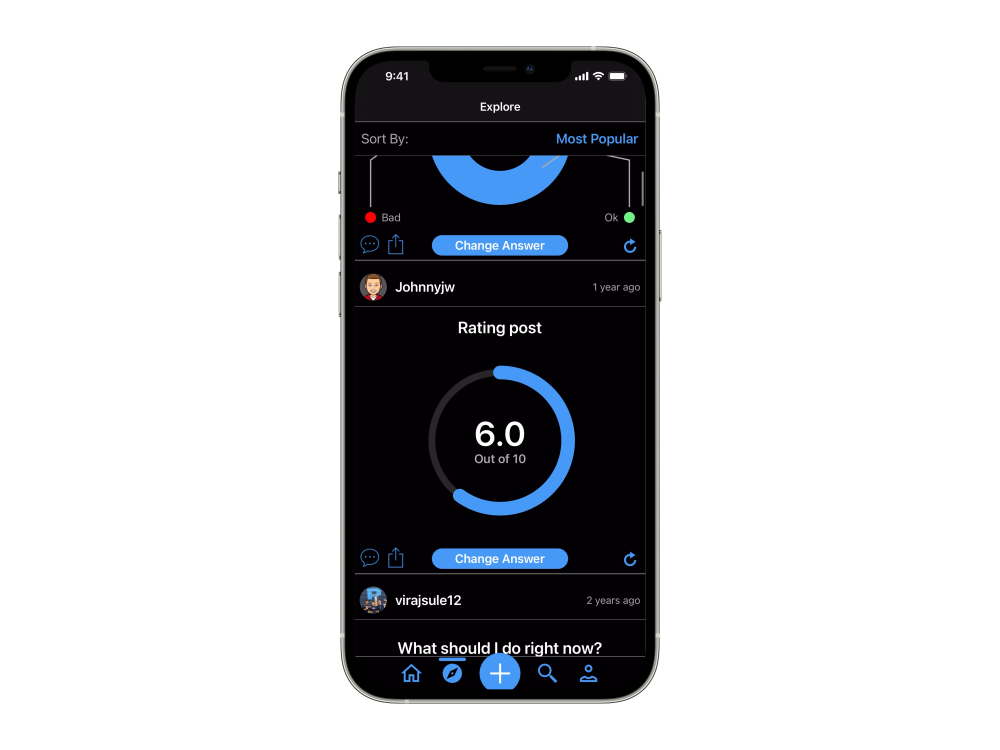 9:41
Explore
Sort By: Most Popular
Bad Ok
Change Answer
Johnnyjw 1 year ago
Rating post
6.0
Out of 10
Change Answer
virajsule12 2 years ago
What should I do right now?